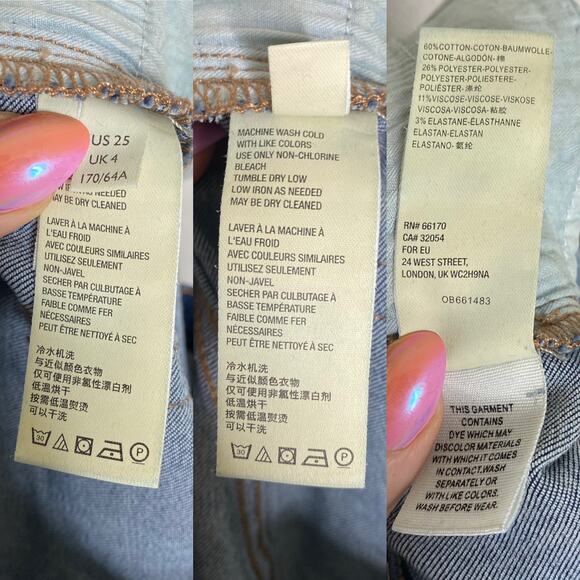 US 25
UK 4
170/64A
IF NEEDED
MAY BE DRY CLEANED
LAVER À LA MACHINE À
L'EAU FROID
AVEC COULEURS SIMILAIRES
UTILISEZ SEULEMENT
NON-JAVEL
SECHER PAR CULBUTAGE À
BASSE TEMPÉRATURE
FAIBLE COMME FER
NÉCESSAIRES
PEUT ÊTRE NETTOYÉ À SEC
冷水机洗
与近似颜色衣物
仅可使用非氯性漂白剂
低温烘干
按需低温熨烫
可以干洗
30
P
MACHINE WASH COLD
WITH LIKE COLORS
USE ONLY NON-CHLORINE
BLEACH
TUMBLE DRY LOW
LOW IRON AS NEEDED
MAY BE DRY CLEANED
LAVER À LA MACHINE À
L'EAU FROID
AVEC COULEURS SIMILAIRES
UTILISEZ SEULEMENT
NON-JAVEL
SECHER PAR CULBUTAGE À
BASSE TEMPÉRATURE
FAIBLE COMME FER
NÉCESSAIRES
PEUT ÊTRE NETTOYÉ À SEC
冷水机洗
与近似颜色衣物
仅可使用非氯性漂白剂
低温烘干
按需低温熨烫
可以干洗
30
P
60%COTTON-COTON-BAUMWOLLE-
COTONE-ALGODÓN-棉
26% POLYESTER-POLYESTER-
POLYESTER-POLIESTERE-
POLIÉSTER-涤纶
11%VISCOSE-VISCOSE-VISKOSE
VISCOSA-VISCOSA-粘胶
3% ELASTANE-ÉLASTHANNE
ELASTAN-ELASTAN
ELASTANO-氨纶
RN# 66170
CA# 32054
FOR EU
24 WEST STREET,
LONDON, UK WC2H9NA
OB661483
THIS GARMENT
CONTAINS
DYE WHICH MAY
DISCOLOR MATERIALS
WITH WHICH IT COMES
IN CONTACT.WASH
SEPARATELY OR
WITH LIKE COLORS.
WASH BEFORE WEAR.